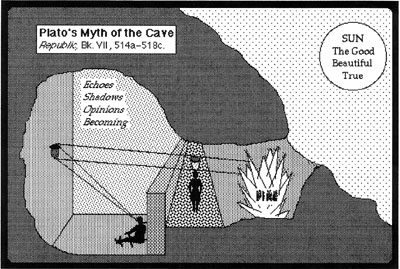 Plato's Myth of the Cave
Republic, Bk. VII, 514a-518c.
SUN
The Good
Beautiful
True
Echoes
Shadows
Opinions
Becoming
FIRE